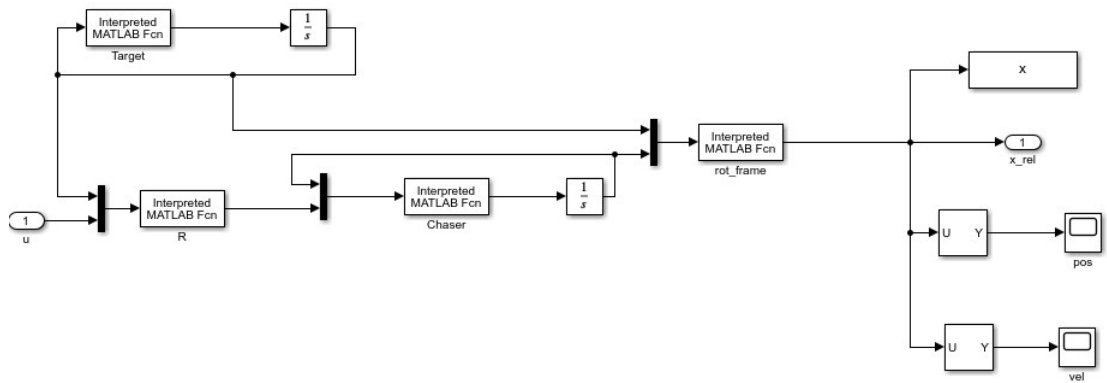 Interpreted
MATLAB Fcn
Target
1
s
x
Interpreted
MATLAB Fcn
rot_frame
1
x_rel
1
u
Interpreted
MATLAB Fcn
R
Interpreted
MATLAB Fcn
Chaser
1
s
U Y
pos
U Y
vel